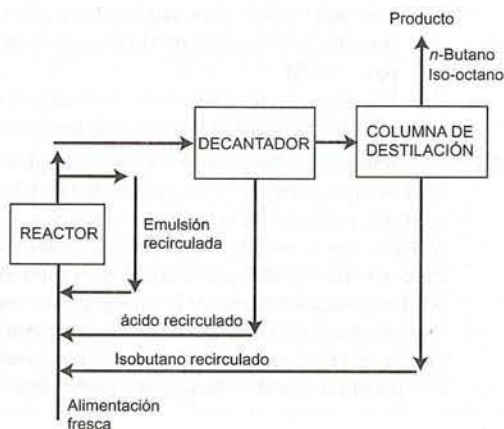 Producto
n-Butano
Iso-octano
DECANTADOR
COLUMNA DE
DESTILACIÓN
REACTOR
Emulsión
recirculada
ácido recirculado
Isobutano recirculado
Alimentación
fresca